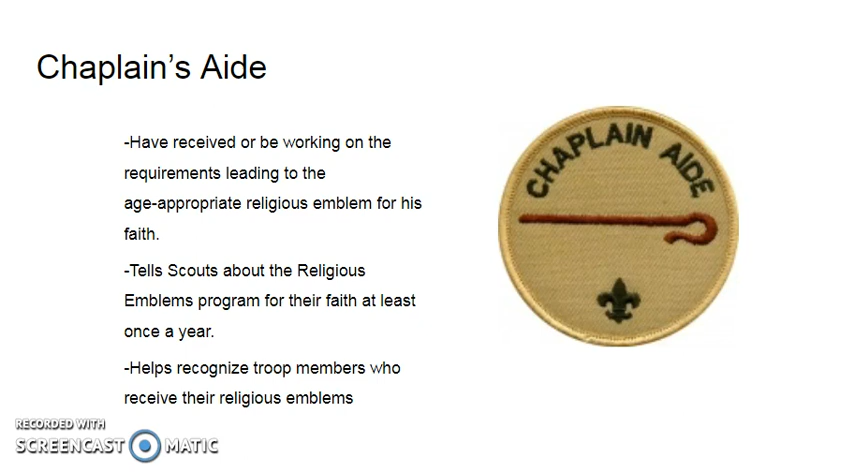 Chaplain’s Aide
-Have received or be working on the
requirements leading to the
age-appropriate religious emblem for his
faith.
-Tells Scouts about the Religious
Emblems program for their faith at least
once a year.
-Helps recognize troop members who
receive their religious emblems
CHAPLAIN AIDE
RECORDED WITH
SCREENCAST MATIC